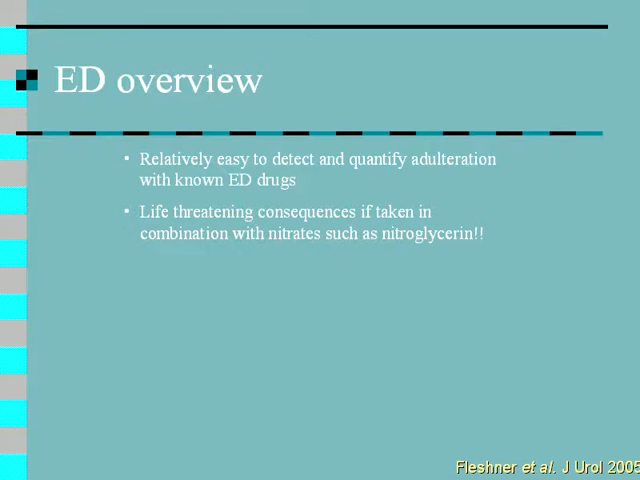 ED overview
• Relatively easy to detect and quantify adulteration
with known ED drugs
• Life threatening consequences if taken in
combination with nitrates such as nitroglycerin!!
Fleshner et al. J Urol 2005